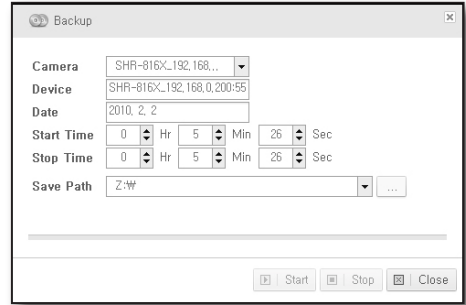 Backup
Camera SHR-816X_192,168,...
Device SHR-816X_192,168,0,200:55
Date 2010, 2, 2
Start Time 0 Hr 5 Min 26 Sec
Stop Time 0 Hr 5 Min 26 Sec
Save Path Z:₩ ...
Start Stop Close